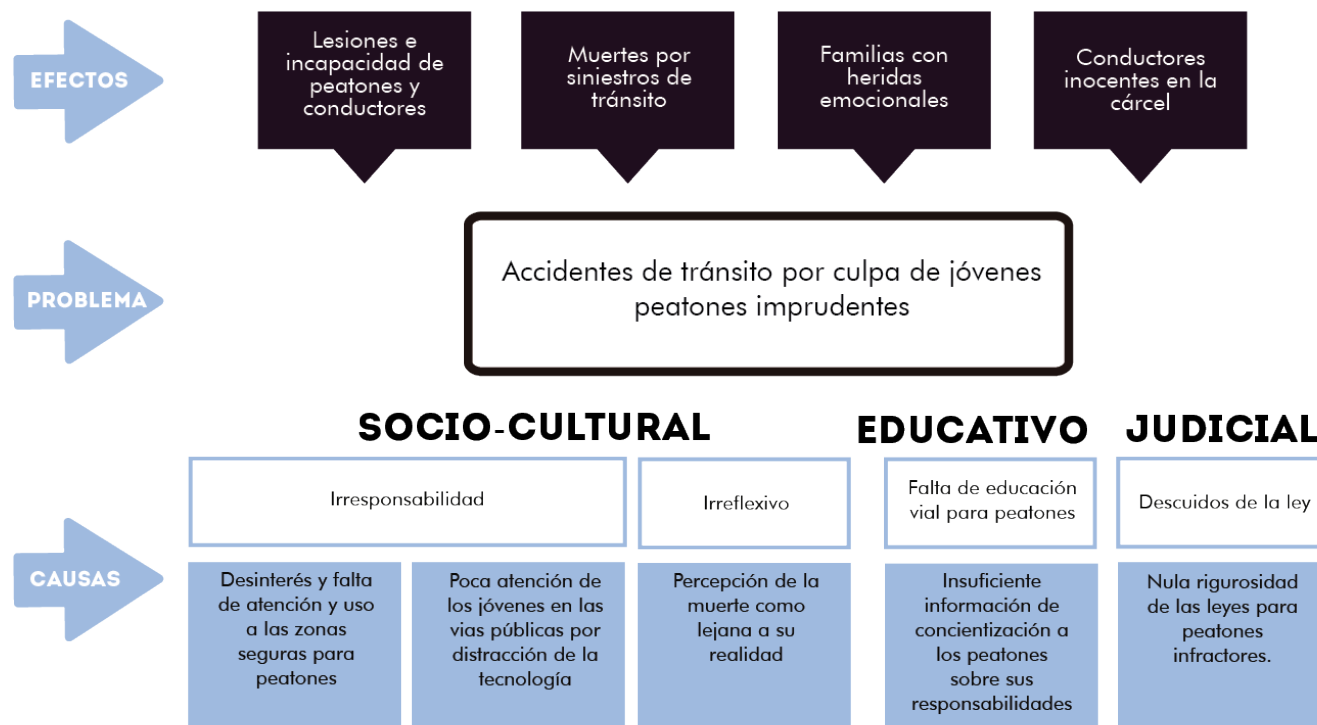 EFECTOS
Lesiones e
incapacidad de
peatones y
conductores
Muertes por
siniestros de
tránsito
Familias con
heridas
emocionales
Conductores
inocentes en la
cárcel
PROBLEMA
Accidentes de tránsito por culpa de jóvenes
peatones imprudentes
CAUSAS
SOCIO-CULTURAL
EDUCATIVO
JUDICIAL
Irresponsabilidad
Irreflexivo
Falta de educación
vial para peatones
Descuidos de la ley
Desinterés y falta
de atención y uso
a las zonas
seguras para
peatones
Poca atención de
los jóvenes en las
vias públicas por
distracción de la
tecnología
Percepción de la
muerte como
lejana a su
realidad
Insuficiente
información de
concientización a
los peatones
sobre sus
responsabilidades
Nula rigurosidad
de las leyes para
peatones
infractores.